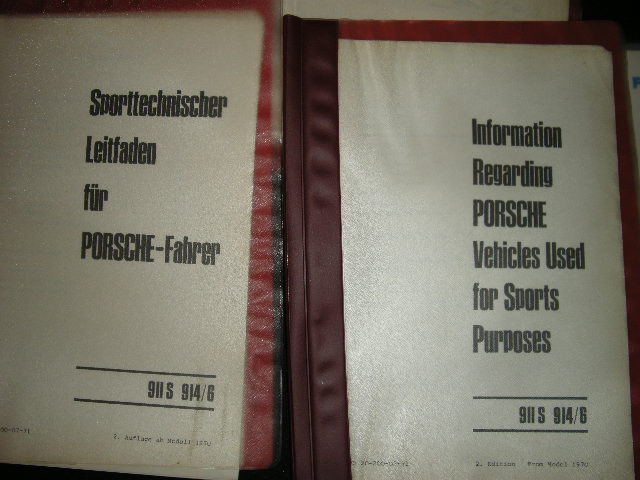 Sporttechnischer
Leitfaden
für
PORSCHE-Fahrer
911 S 914/6
2. Auflage ab Modell 1970
Information
Regarding
PORSCHE
Vehicles Used
for Sports
Purposes
911 S 914/6
2. Edition From Model 1970